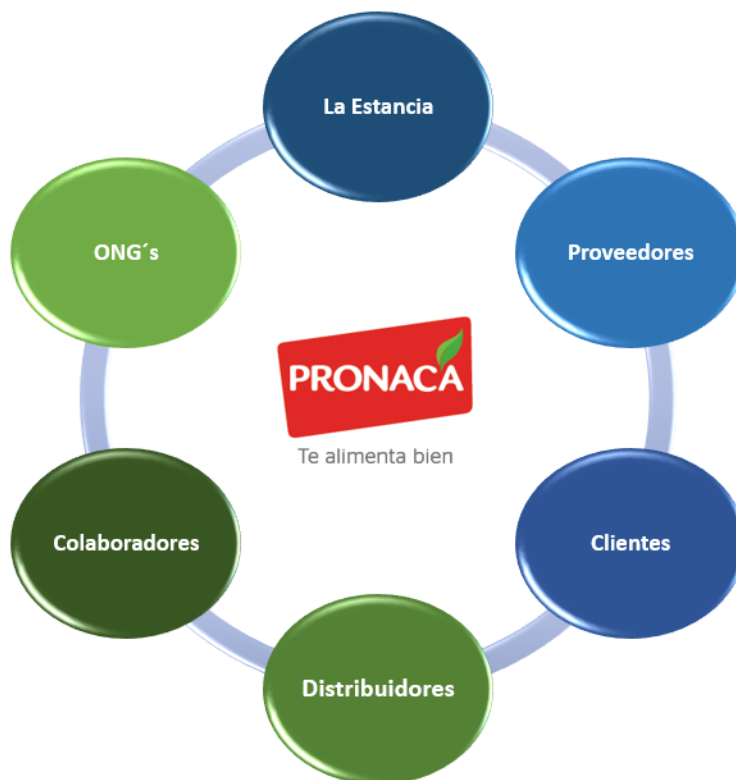 La Estancia
Proveedores
Clientes
Distribuidores
Colaboradores
ONG´s
PRONACA
Te alimenta bien